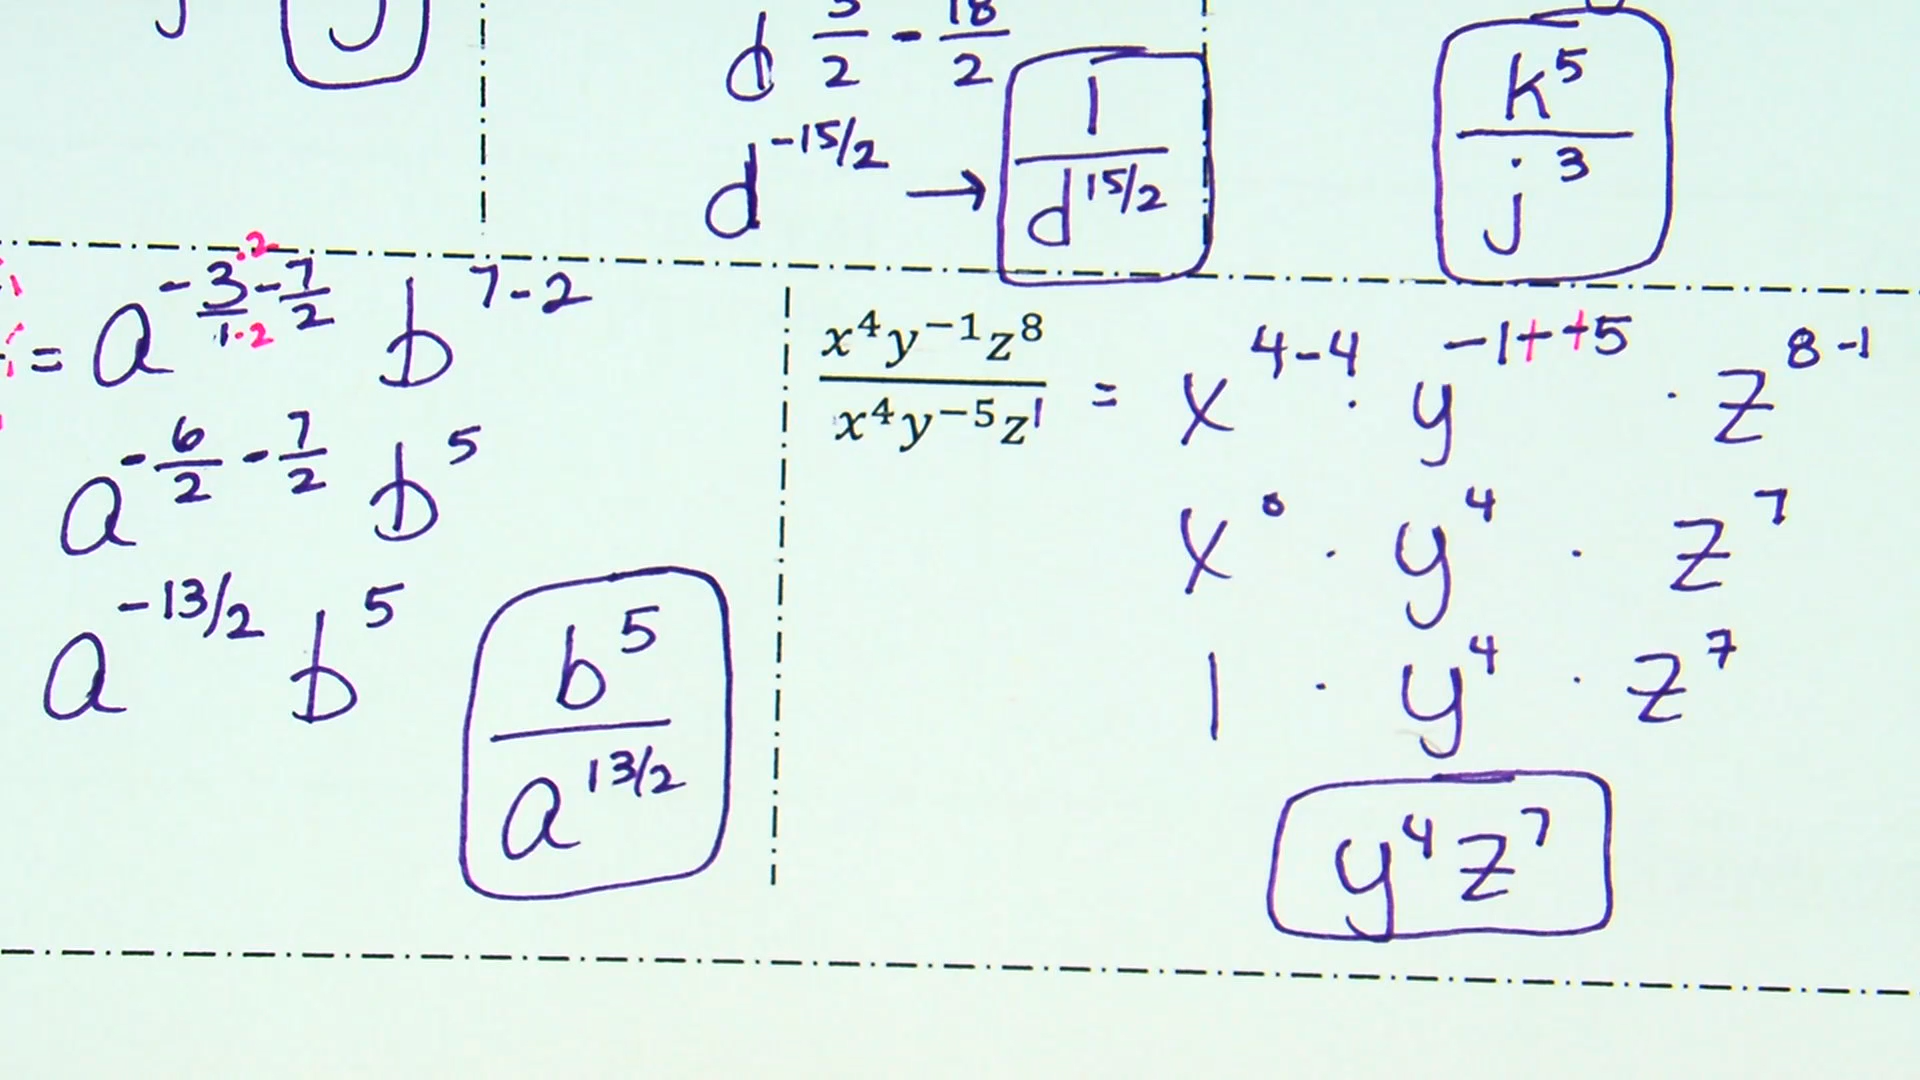 j j
d^(3/2 - 18/2)
d^(-15/2) → 1/d^(15/2)
k^5/j^3
= a^(-3·2/1·2 - 7/2) b^(7-2)
a^(-6/2 - 7/2) b^5
a^(-13/2) b^5
b^5/a^(13/2)
x^4y^−1z^8/x^4y^−5z^1 = x^(4-4) · y^(-1++5) · z^(8-1)
x^0 · y^4 · z^7
1 · y^4 · z^7
y^4 z^7